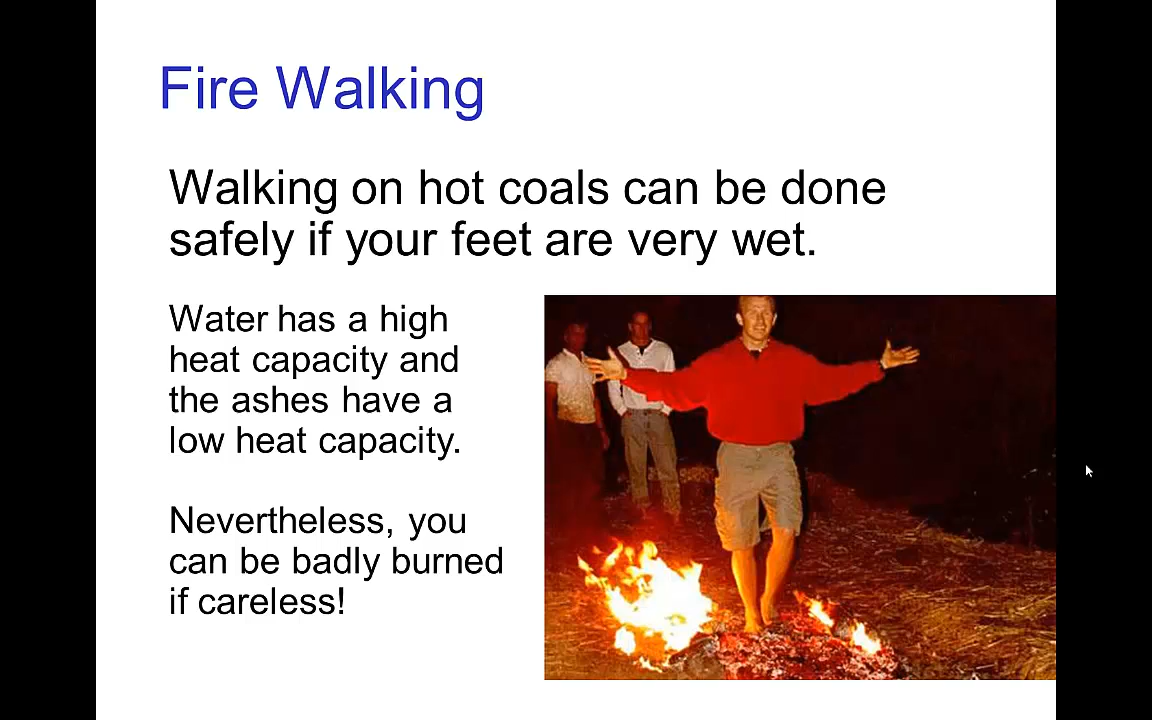 Fire Walking
Walking on hot coals can be done
safely if your feet are very wet.
Water has a high
heat capacity and
the ashes have a
low heat capacity.
Nevertheless, you
can be badly burned
if careless!